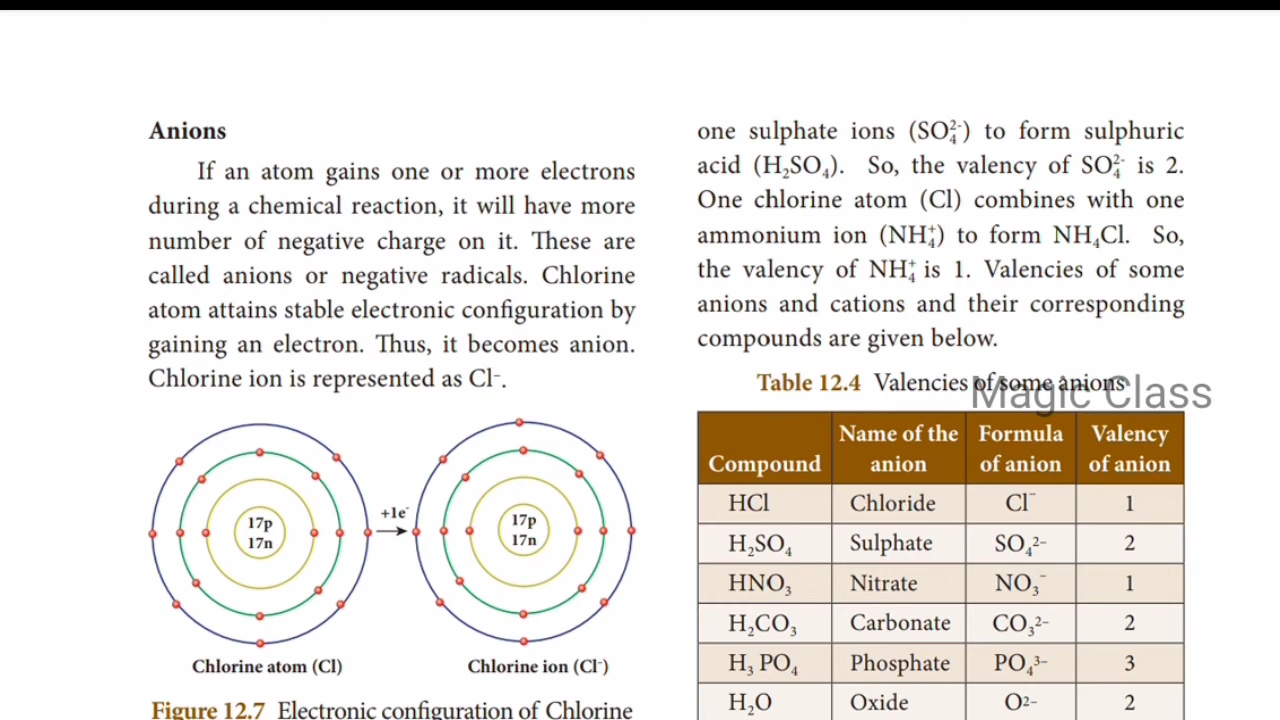 Anions
If an atom gains one or more electrons
during a chemical reaction, it will have more
number of negative charge on it. These are
called anions or negative radicals. Chlorine
atom attains stable electronic configuration by
gaining an electron. Thus, it becomes anion.
Chlorine ion is represented as Cl⁻.
17p
17n
+1e⁻
17p
17n
Chlorine atom (Cl)
Chlorine ion (Cl⁻)
Figure 12.7 Electronic configuration of Chlorine
one sulphate ions (SO₄²⁻) to form sulphuric
acid (H₂SO₄). So, the valency of SO₄²⁻ is 2.
One chlorine atom (Cl) combines with one
ammonium ion (NH₄⁺) to form NH₄Cl. So,
the valency of NH₄⁺ is 1. Valencies of some
anions and cations and their corresponding
compounds are given below.
Table 12.4 Valencies of some anions
Magic Class
Compound Name of the anion Formula of anion Valency of anion
HCl Chloride Cl⁻ 1
H₂SO₄ Sulphate SO₄²⁻ 2
HNO₃ Nitrate NO₃⁻ 1
H₂CO₃ Carbonate CO₃²⁻ 2
H₃ PO₄ Phosphate PO₄³⁻ 3
H₂O Oxide O²⁻ 2